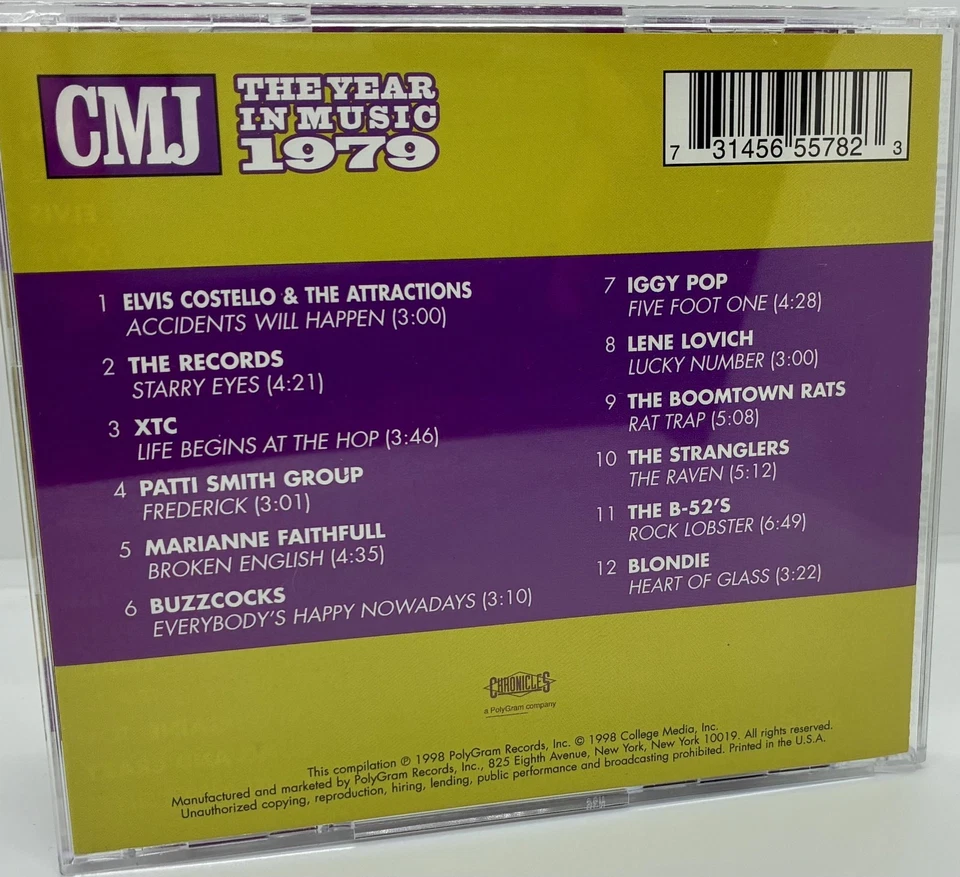 CMJ
THE YEAR
IN MUSIC
1979
7 31456 55782 3
1 ELVIS COSTELLO & THE ATTRACTIONS
ACCIDENTS WILL HAPPEN (3:00)
2 THE RECORDS
STARRY EYES (4:21)
3 XTC
LIFE BEGINS AT THE HOP (3:46)
4 PATTI SMITH GROUP
FREDERICK (3:01)
5 MARIANNE FAITHFULL
BROKEN ENGLISH (4:35)
6 BUZZCOCKS
EVERYBODY'S HAPPY NOWADAYS (3:10)
7 IGGY POP
FIVE FOOT ONE (4:28)
8 LENE LOVICH
LUCKY NUMBER (3:00)
9 THE BOOMTOWN RATS
RAT TRAP (5:08)
10 THE STRANGLERS
THE RAVEN (5:12)
11 THE B-52'S
ROCK LOBSTER (6:49)
12 BLONDIE
HEART OF GLASS (3:22)
CHRONICLES
a PolyGram company
This compilation ℗ 1998 PolyGram Records, Inc. © 1998 College Media, Inc.
Manufactured and marketed by PolyGram Records, Inc., 825 Eighth Avenue, New York, New York 10019. All rights reserved.
Unauthorized copying, reproduction, hiring, lending, public performance and broadcasting prohibited. Printed in the U.S.A.